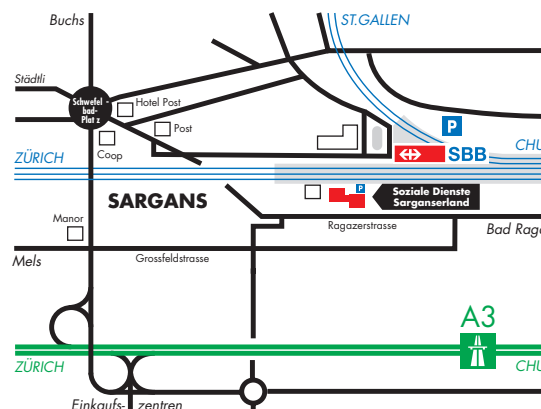 Buchs
ST.GALLEN
Städtli
Schwefel-
bad-
Platz
Hotel Post
Post
P
Coop
ZÜRICH
SBB
CHU
SARGANS
P
Soziale Dienste
Sarganserland
Manor
Ragazerstrasse
Bad Raga
Mels
Grossfeldstrasse
A3
ZÜRICH
CHU
Einkaufs-zentren